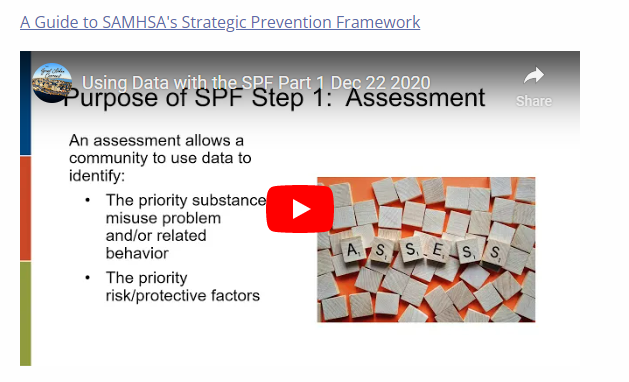 A Guide to SAMHSA's Strategic Prevention Framework
Using Data with the SPF Part 1 Dec 22 2020
Share
Purpose of SPF Step 1: Assessment
An assessment allows a
community to use data to
identify:
• The priority substance
misuse problem
and/or related
behavior
• The priority
risk/protective factors
ASSESS